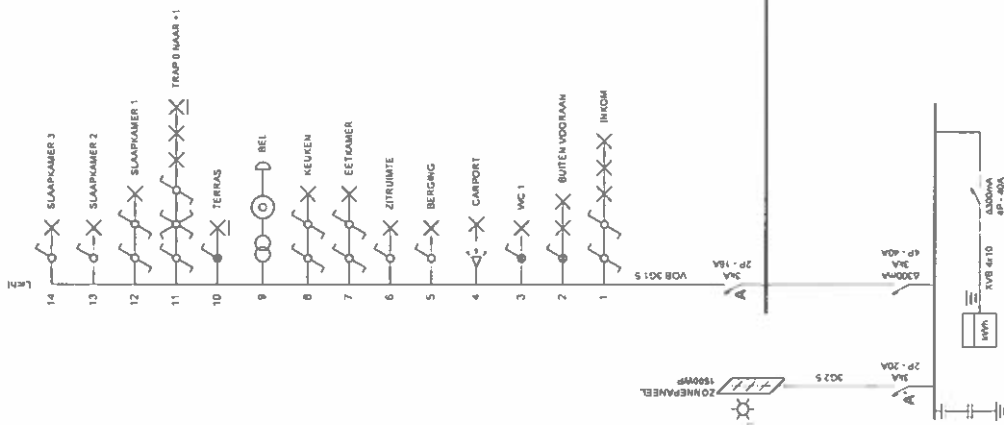 Licht
14 SLAAPKAMER 3
13 SLAAPKAMER 2
12 SLAAPKAMER 1
11 TRAP 0 NAAR +1
10 TERRAS
9 BEL
8 KEUKEN
7 EETKAMER
6 ZITRUIMTE
5 BERGING
4 CARPORT
3 WC 1
2 BUITEN VOORAAN
1 INKOM
VOB 3G1 5
2P - 16A
3kA
A
ZONNEPANEEL
1500WP
3G2 5
2P - 20A
3kA
A
4P - 40A
3kA
Δ300mA
kWh
XVB 4x10
Δ300mA
4P - 40A